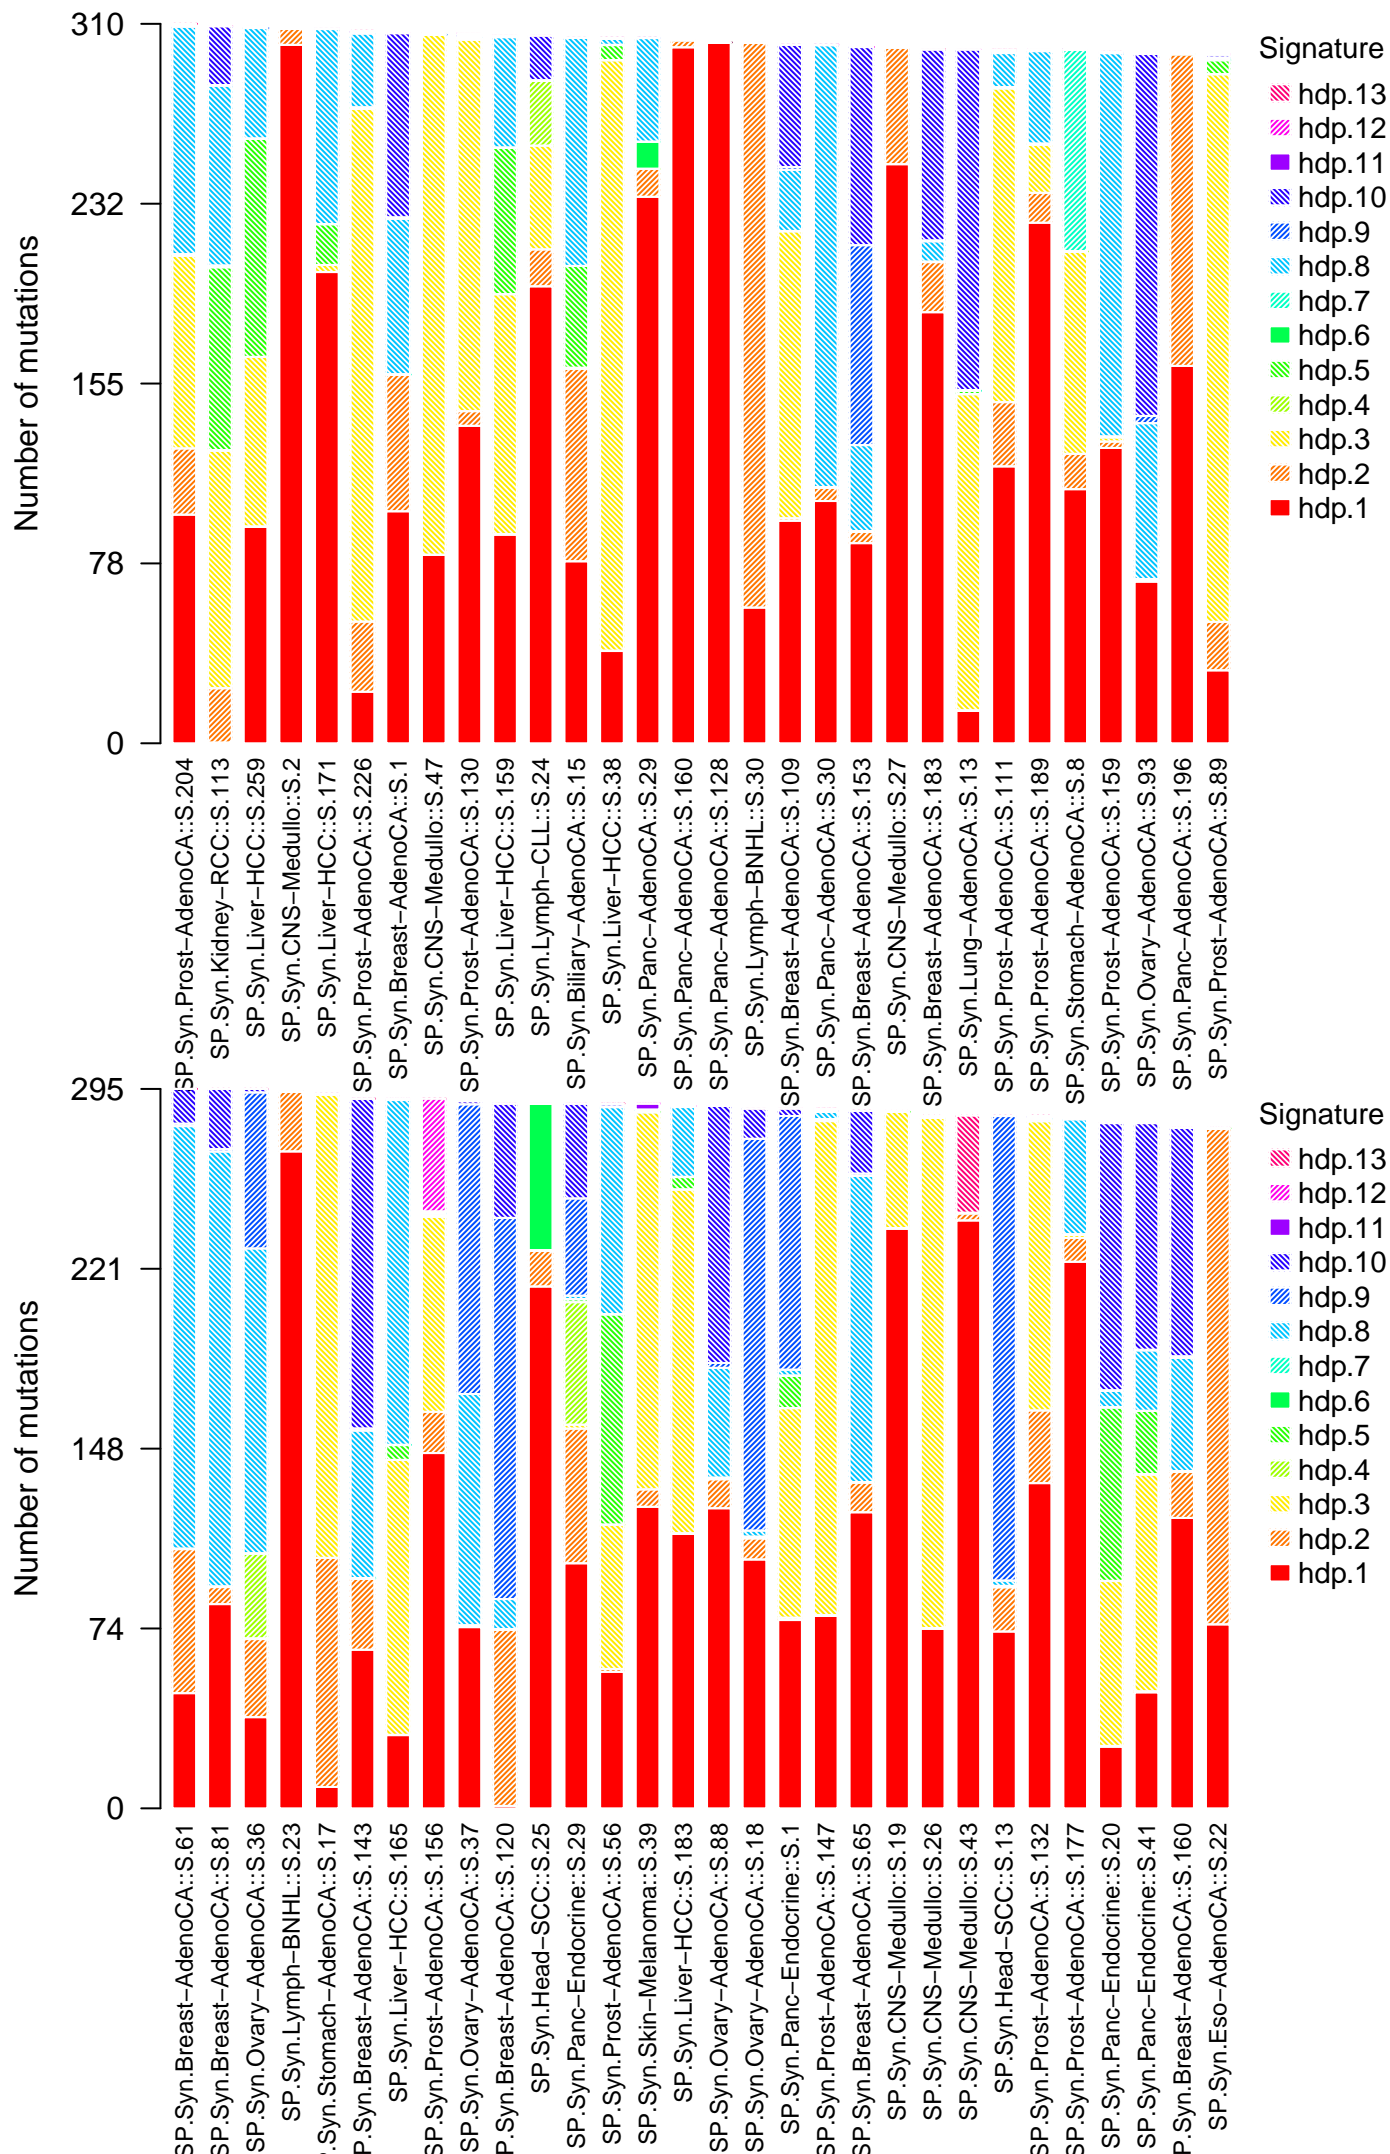 Number of mutations
310
232
155
78
0
Signature
hdp.13
hdp.12
hdp.11
hdp.10
hdp.9
hdp.8
hdp.7
hdp.6
hdp.5
hdp.4
hdp.3
hdp.2
hdp.1
SP.Syn.Prost−AdenoCA::S.204
SP.Syn.Kidney−RCC::S.113
SP.Syn.Liver−HCC::S.259
SP.Syn.CNS−Medullo::S.2
SP.Syn.Liver−HCC::S.171
SP.Syn.Prost−AdenoCA::S.226
SP.Syn.Breast−AdenoCA::S.1
SP.Syn.CNS−Medullo::S.47
SP.Syn.Prost−AdenoCA::S.130
SP.Syn.Liver−HCC::S.159
SP.Syn.Lymph−CLL::S.24
SP.Syn.Biliary−AdenoCA::S.15
SP.Syn.Liver−HCC::S.38
SP.Syn.Panc−AdenoCA::S.29
SP.Syn.Panc−AdenoCA::S.160
SP.Syn.Panc−AdenoCA::S.128
SP.Syn.Lymph−BNHL::S.30
SP.Syn.Breast−AdenoCA::S.109
SP.Syn.Panc−AdenoCA::S.30
SP.Syn.Breast−AdenoCA::S.153
SP.Syn.CNS−Medullo::S.27
SP.Syn.Breast−AdenoCA::S.183
SP.Syn.Lung−AdenoCA::S.13
SP.Syn.Prost−AdenoCA::S.111
SP.Syn.Prost−AdenoCA::S.189
SP.Syn.Stomach−AdenoCA::S.8
SP.Syn.Prost−AdenoCA::S.159
SP.Syn.Ovary−AdenoCA::S.93
SP.Syn.Panc−AdenoCA::S.196
SP.Syn.Prost−AdenoCA::S.89
Number of mutations
295
221
148
74
0
Signature
hdp.13
hdp.12
hdp.11
hdp.10
hdp.9
hdp.8
hdp.7
hdp.6
hdp.5
hdp.4
hdp.3
hdp.2
hdp.1
SP.Syn.Breast−AdenoCA::S.61
SP.Syn.Breast−AdenoCA::S.81
SP.Syn.Ovary−AdenoCA::S.36
SP.Syn.Lymph−BNHL::S.23
P.Syn.Stomach−AdenoCA::S.17
P.Syn.Breast−AdenoCA::S.143
SP.Syn.Liver−HCC::S.165
SP.Syn.Prost−AdenoCA::S.156
SP.Syn.Ovary−AdenoCA::S.37
P.Syn.Breast−AdenoCA::S.120
SP.Syn.Head−SCC::S.25
SP.Syn.Panc−Endocrine::S.29
SP.Syn.Prost−AdenoCA::S.56
SP.Syn.Skin−Melanoma::S.39
SP.Syn.Liver−HCC::S.183
SP.Syn.Ovary−AdenoCA::S.88
SP.Syn.Ovary−AdenoCA::S.18
SP.Syn.Panc−Endocrine::S.1
SP.Syn.Prost−AdenoCA::S.147
SP.Syn.Breast−AdenoCA::S.65
SP.Syn.CNS−Medullo::S.19
SP.Syn.CNS−Medullo::S.26
SP.Syn.CNS−Medullo::S.43
SP.Syn.Head−SCC::S.13
SP.Syn.Prost−AdenoCA::S.132
SP.Syn.Prost−AdenoCA::S.177
SP.Syn.Panc−Endocrine::S.20
SP.Syn.Panc−Endocrine::S.41
SP.Syn.Breast−AdenoCA::S.160
SP.Syn.Eso−AdenoCA::S.22